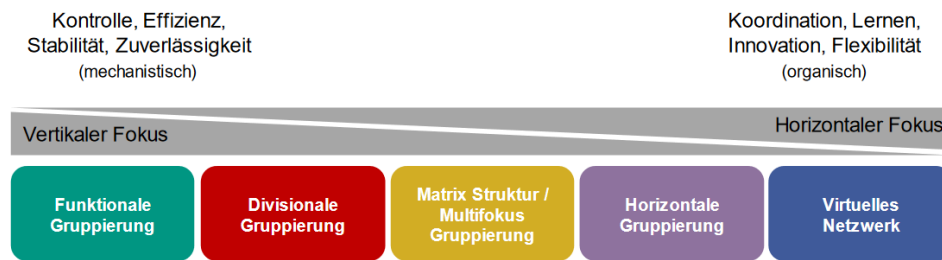 Kontrolle, Effizienz,
Stabilität, Zuverlässigkeit
(mechanistisch)
Koordination, Lernen,
Innovation, Flexibilität
(organisch)
Vertikaler Fokus
Horizontaler Fokus
Funktionale
Gruppierung
Divisionale
Gruppierung
Matrix Struktur /
Multifokus
Gruppierung
Horizontale
Gruppierung
Virtuelles
Netzwerk